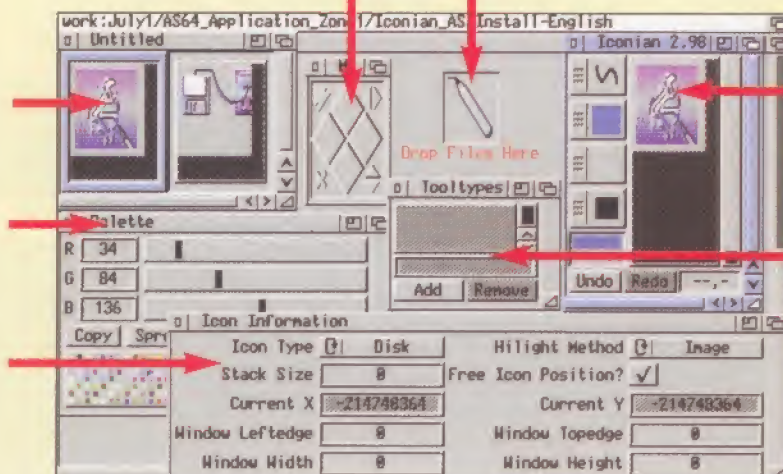 work:July1/AS64_Application_Zone1/Iconian_AS/Install-English
Untitled
Iconian 2.98
Drop Files Here
Tooltypes
Palette
R 34
G 84
B 136
Add Remove
Undo Redo --,-
Copy
Icon Information
Icon Type Disk Hilight Method Image
Stack Size 0 Free Icon Position?
Current X -214748364 Current Y -214748364
Window Leftedge 0 Window Topedge 0
Window Width 0 Window Height 0